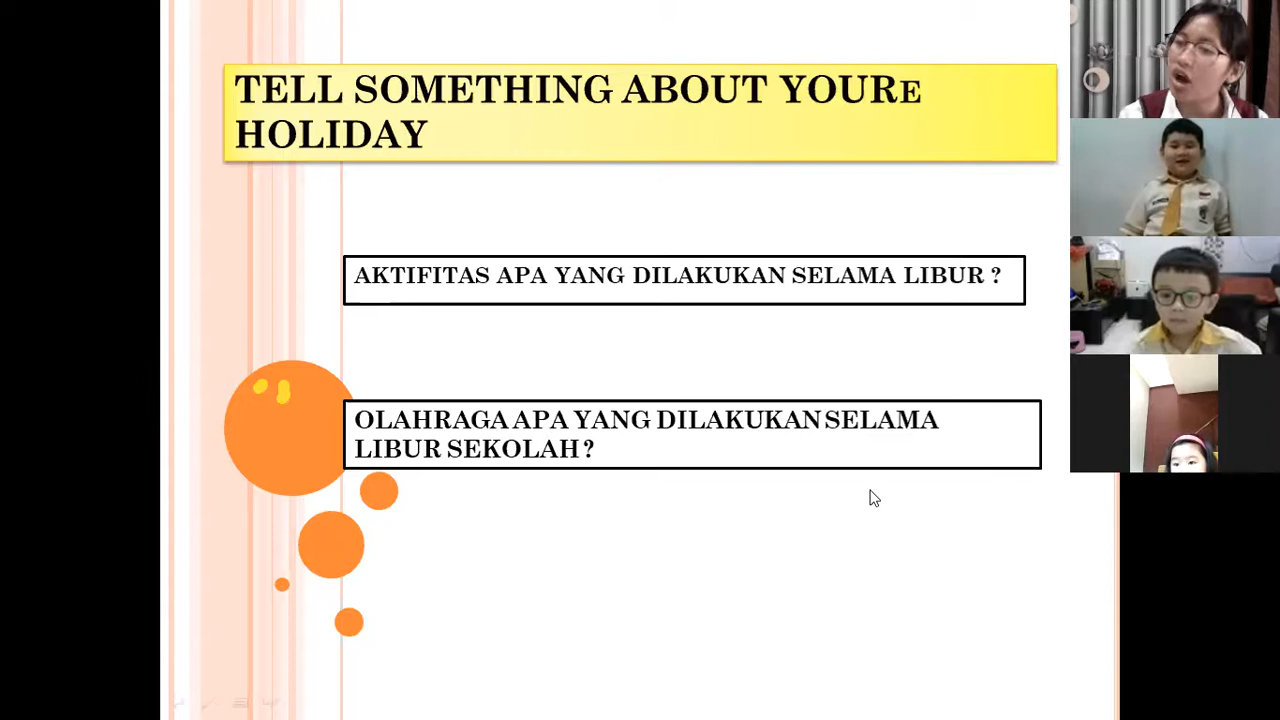 TELL SOMETHING ABOUT YOURE
HOLIDAY
AKTIFITAS APA YANG DILAKUKAN SELAMA LIBUR ?
OLAHRAGA APA YANG DILAKUKAN SELAMA
LIBUR SEKOLAH ?